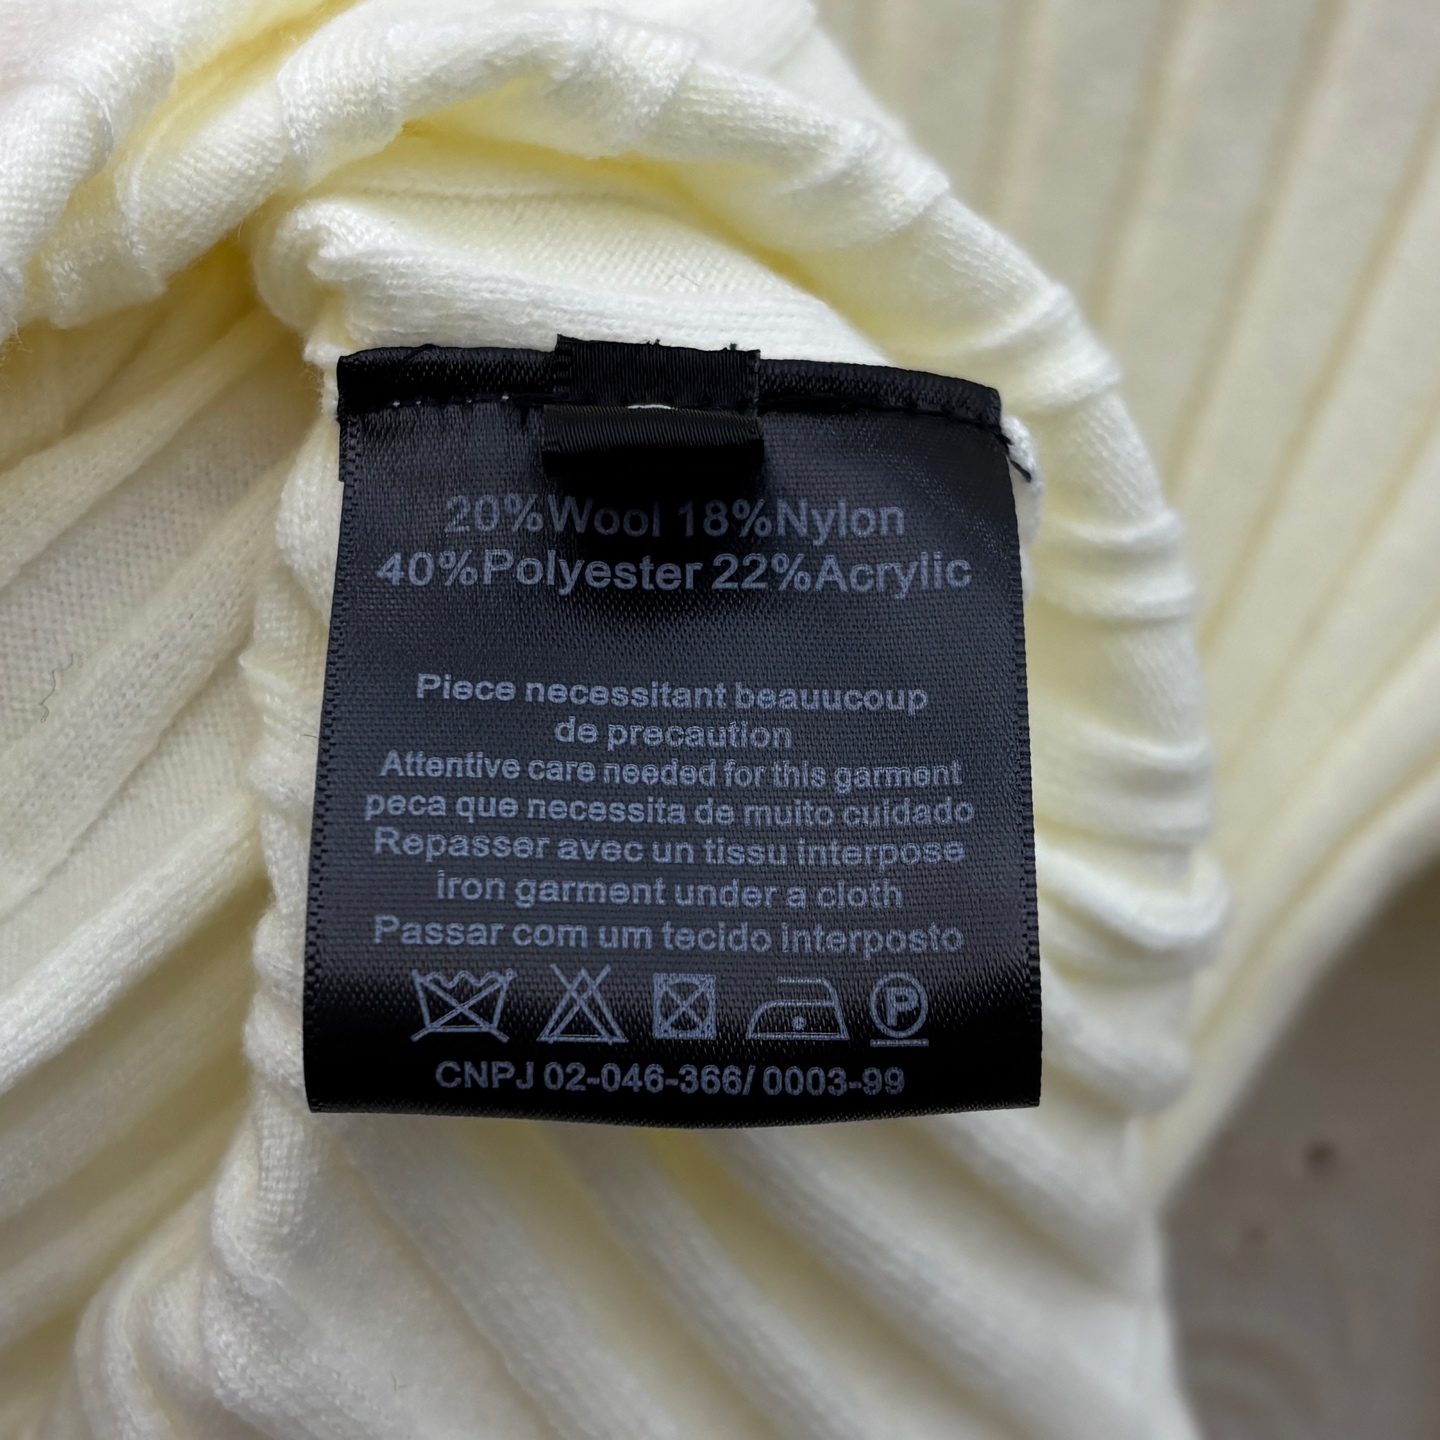 20%Wool 18%Nylon
40%Polyester 22%Acrylic
Piece necessitant beauucoup
de precaution
Attentive care needed for this garment
peca que necessita de muito cuidado
Repasser avec un tissu interpose
iron garment under a cloth
Passar com um tecido interposto
P
CNPJ 02-046-366/ 0003-99